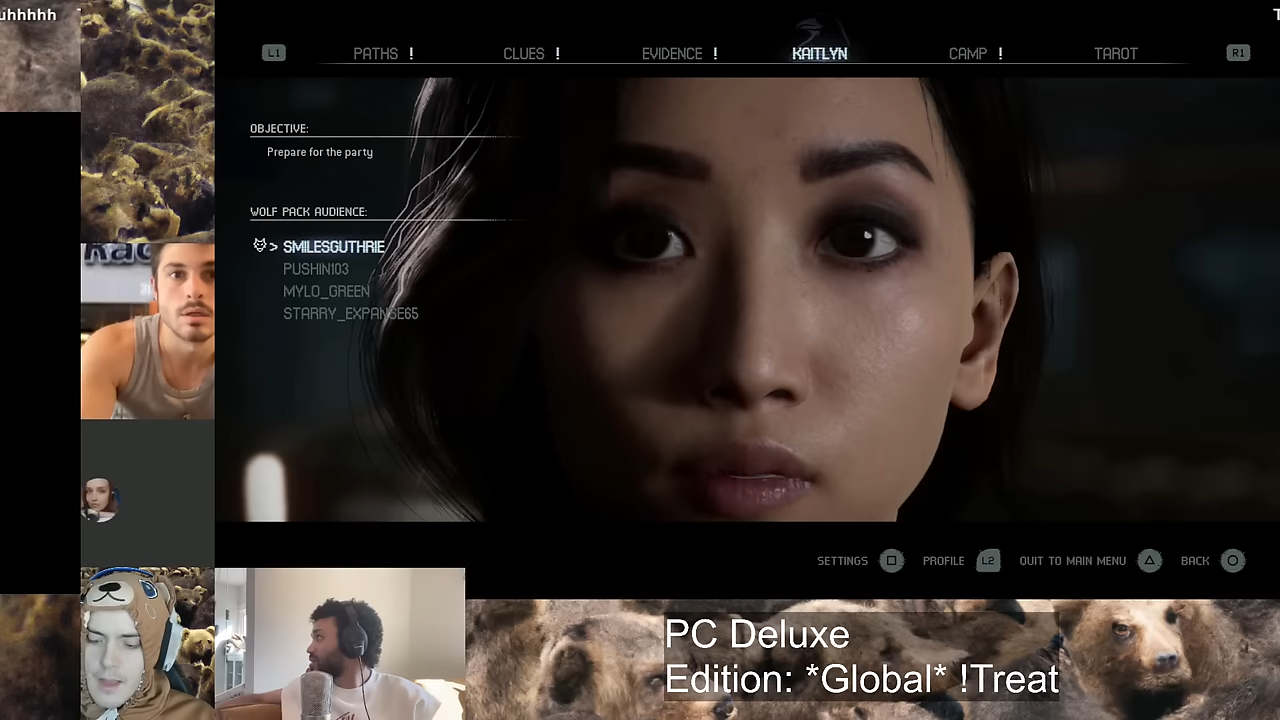 uhhhhh
L1 PATHS ! CLUES ! EVIDENCE ! KAITLYN CAMP ! TAROT R1
OBJECTIVE:
Prepare for the party
WOLF PACK AUDIENCE:
> SMILESGUTHRIE
PUSHIN103
MYLO_GREEN
STARRY_EXPANSE65
SETTINGS PROFILE L2 QUIT TO MAIN MENU BACK
PC Deluxe
Edition: *Global* !Treat